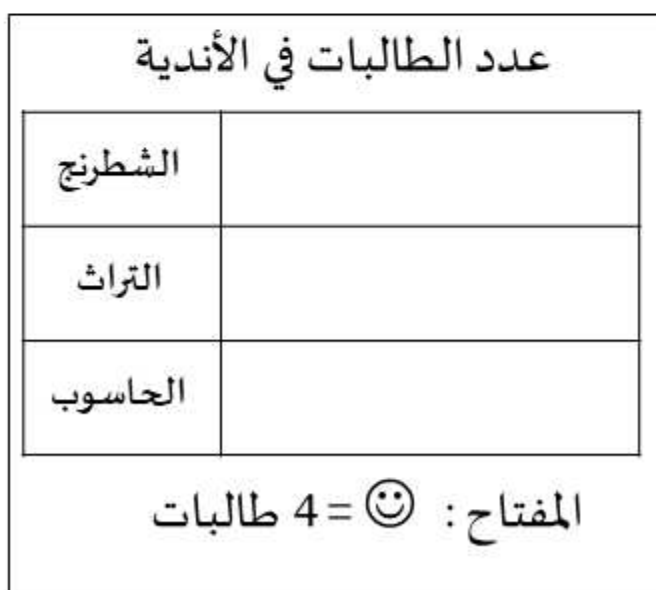 عدد الطالبات في الأندية
الشطرنج
التراث
الحاسوب
المفتاح : ☺ = 4 طالبات